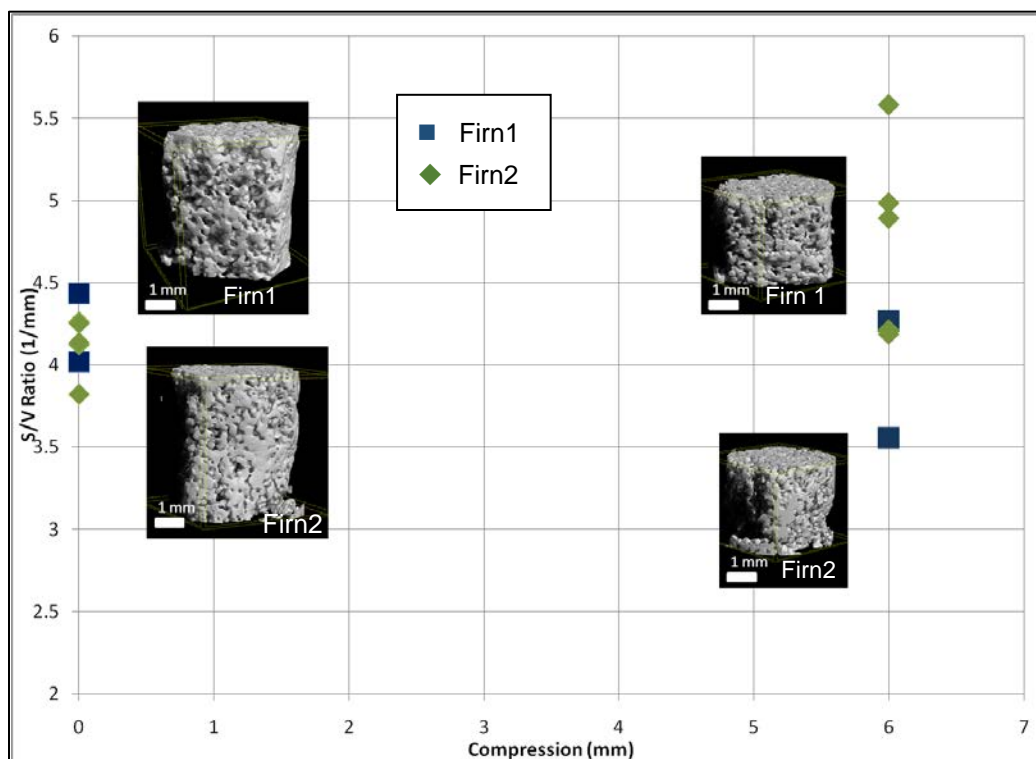 6
5.5
5
4.5
4
3.5
3
2.5
2
S/V Ratio (1/mm)
Firn1
Firn2
1 mm
Firn1
1 mm
Firn2
1 mm
Firn 1
1 mm
Firn2
0 1 2 3 4 5 6 7
Compression (mm)